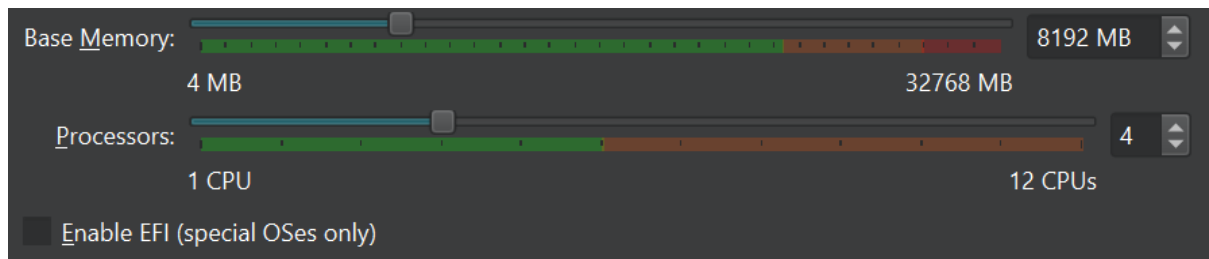 Base Memory: 8192 MB
4 MB 32768 MB
Processors: 4
1 CPU 12 CPUs
Enable EFI (special OSes only)